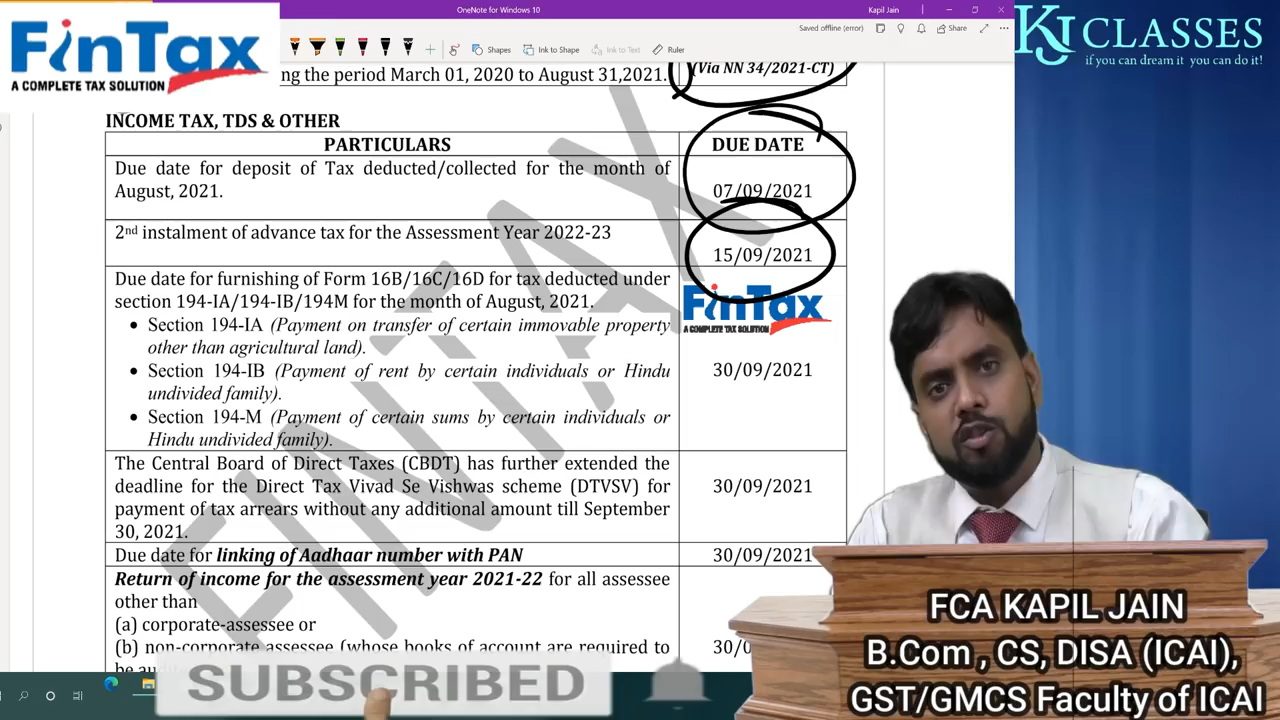 FinTax
A COMPLETE TAX SOLUTION
OneNote for Windows 10
Kapil Jain
Saved offline (error)
Share
Shapes
Ink to Shape
Ink to Text
Ruler
KJ CLASSES
if you can dream it you can do it!
ing the period March 01, 2020 to August 31,2021.
(Via NN 34/2021-CT)
INCOME TAX, TDS & OTHER
PARTICULARS
DUE DATE
Due date for deposit of Tax deducted/collected for the month of
August, 2021.
07/09/2021
2nd instalment of advance tax for the Assessment Year 2022-23
15/09/2021
Due date for furnishing of Form 16B/16C/16D for tax deducted under
section 194-IA/194-IB/194M for the month of August, 2021.
• Section 194-IA (Payment on transfer of certain immovable property
other than agricultural land).
• Section 194-IB (Payment of rent by certain individuals or Hindu
undivided family).
• Section 194-M (Payment of certain sums by certain individuals or
Hindu undivided family).
FinTax
A COMPLETE TAX SOLUTION
30/09/2021
The Central Board of Direct Taxes (CBDT) has further extended the
deadline for the Direct Tax Vivad Se Vishwas scheme (DTVSV) for
payment of tax arrears without any additional amount till September
30, 2021.
30/09/2021
Due date for linking of Aadhaar number with PAN
30/09/2021
Return of income for the assessment year 2021-22 for all assessee
other than
(a) corporate-assessee or
(b) non-corporate assessee (whose books of account are required to
FINTAX
SUBSCRIBED
FCA KAPIL JAIN
B.Com , CS, DISA (ICAI),
GST/GMCS Faculty of ICAI